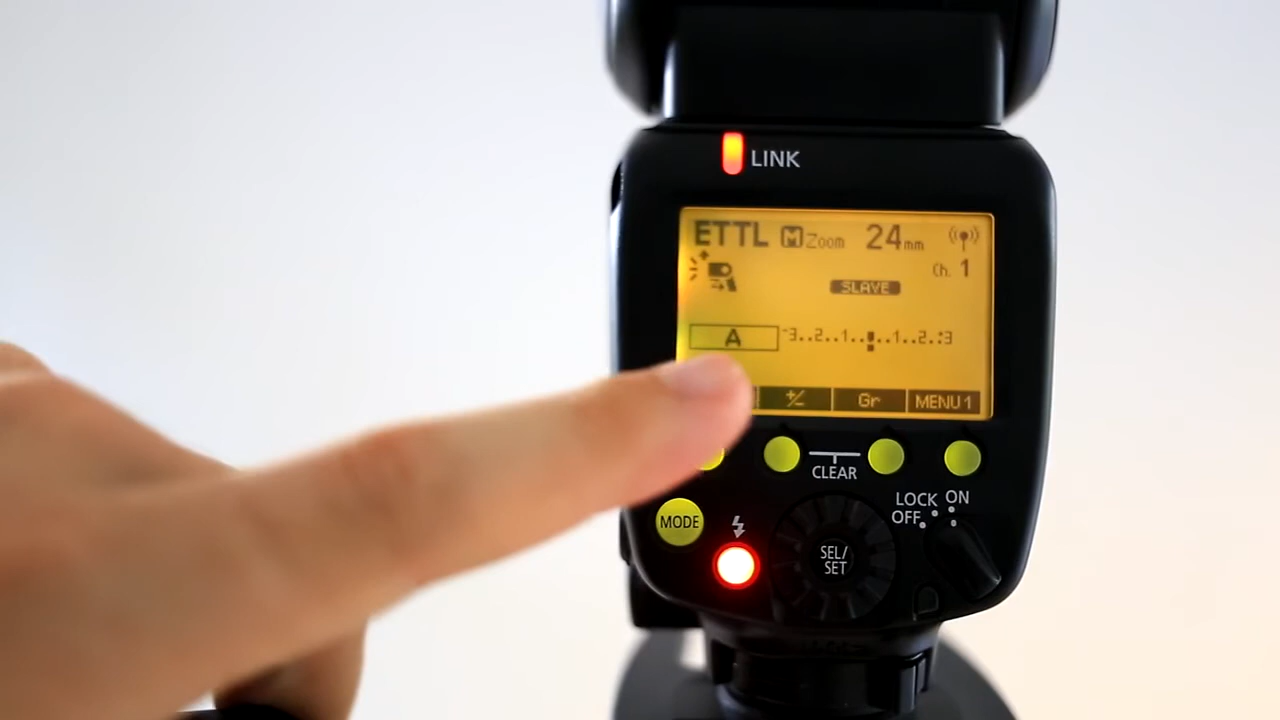 LINK
ETTL M Zoom 24mm
Ch. 1
SLAVE
A -3..2..1..▮..1..2..:3
+/- Gr MENU 1
CLEAR
LOCK ON
OFF
MODE
SEL/
SET